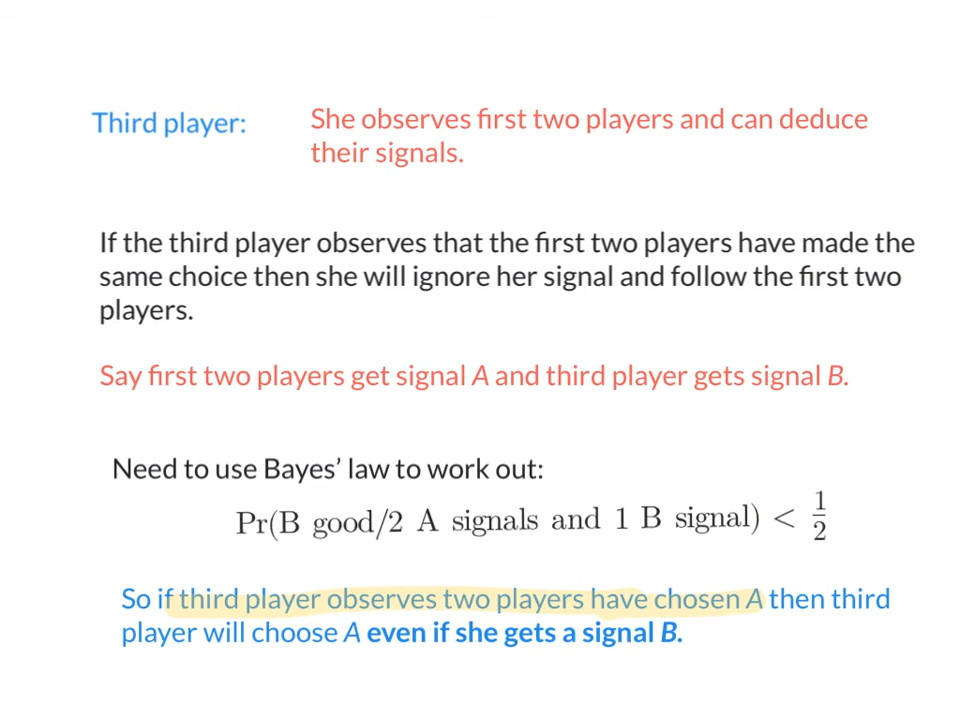 Third player:
She observes first two players and can deduce
their signals.
If the third player observes that the first two players have made the
same choice then she will ignore her signal and follow the first two
players.
Say first two players get signal A and third player gets signal B.
Need to use Bayes’ law to work out:
Pr(B good/2 A signals and 1 B signal) < 1/2
So if third player observes two players have chosen A then third
player will choose A even if she gets a signal B.